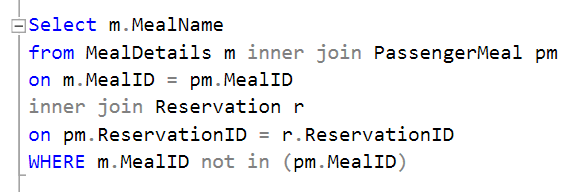 Select m.MealName
from MealDetails m inner join PassengerMeal pm
on m.MealID = pm.MealID
inner join Reservation r
on pm.ReservationID = r.ReservationID
WHERE m.MealID not in (pm.MealID)